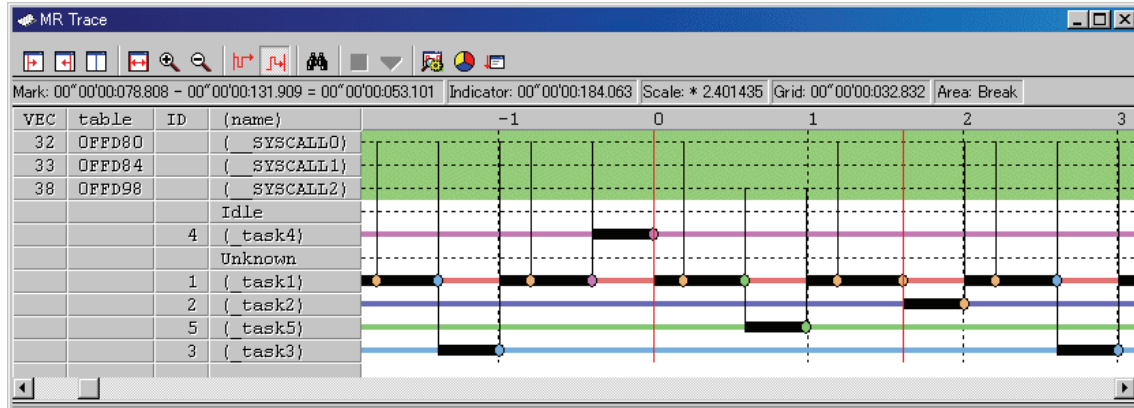 MR Trace
Mark: 00"00'00:078.808 - 00"00'00:131.909 = 00"00'00:053.101 Indicator: 00"00'00:184.063 Scale: * 2.401435 Grid: 00"00'00:032.832 Area: Break
VEC table ID (name) -1 0 1 2 3
32 0FFD80 (__SYSCALL0)
33 0FFD84 (__SYSCALL1)
38 0FFD98 (__SYSCALL2)
Idle
4 (_task4)
Unknown
1 (_task1)
2 (_task2)
5 (_task5)
3 (_task3)